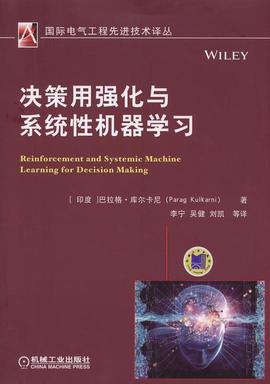 国际电气工程先进技术译丛
WILEY
决策用强化与
系统性机器学习
Reinforcement and Systemic Machine
Learning for Decision Making
[ 印度 ]巴拉格·库尔卡尼 (Parag Kulkarni) 著
李宁 吴健 刘凯 等译
机械工业出版社
CHINA MACHINE PRESS